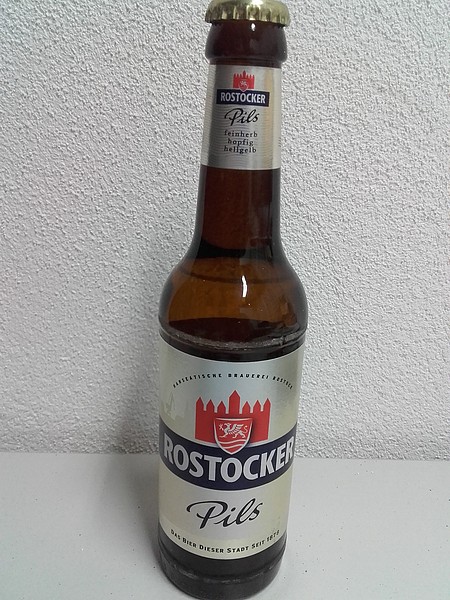 ROSTOCKER
Pils
feinherb
hopfig
hellgelb
HANSEATISCHE BRAUEREI ROSTOCK
ROSTOCKER
Pils
DAS BIER DIESER STADT SEIT 1878